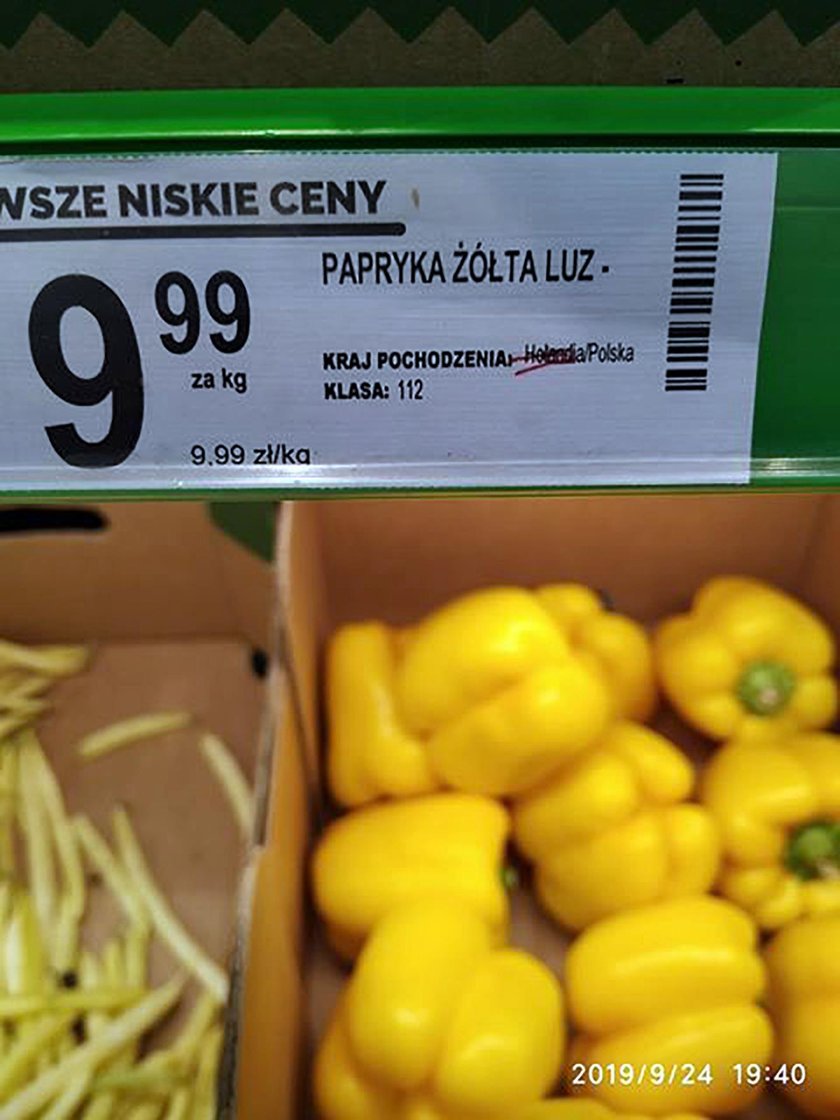 WSZE NISKIE CENY
9 99
za kg
9,99 zł/kg
PAPRYKA ŻÓŁTA LUZ -
KRAJ POCHODZENIA: Holandia/Polska
KLASA: 112
2019/9/24 19:40